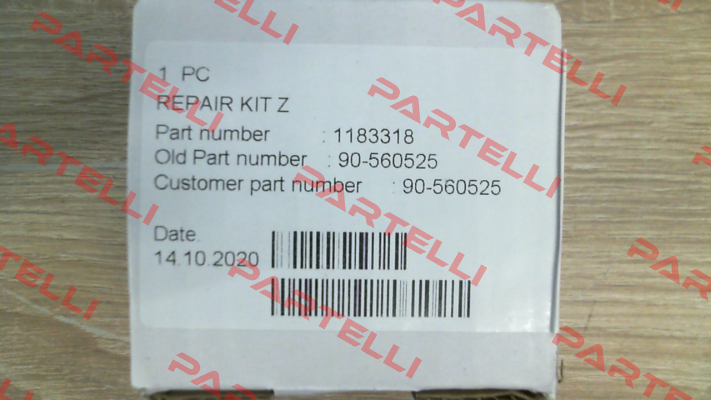 1 PC
REPAIR KIT Z
Part number : 1183318
Old Part number : 90-560525
Customer part number : 90-560525
Date.
14.10.2020
PARTELLI
PARTELLI
PARTELLI
PARTELLI
PARTELLI
PARTELLI
PARTELLI
PARTELLI